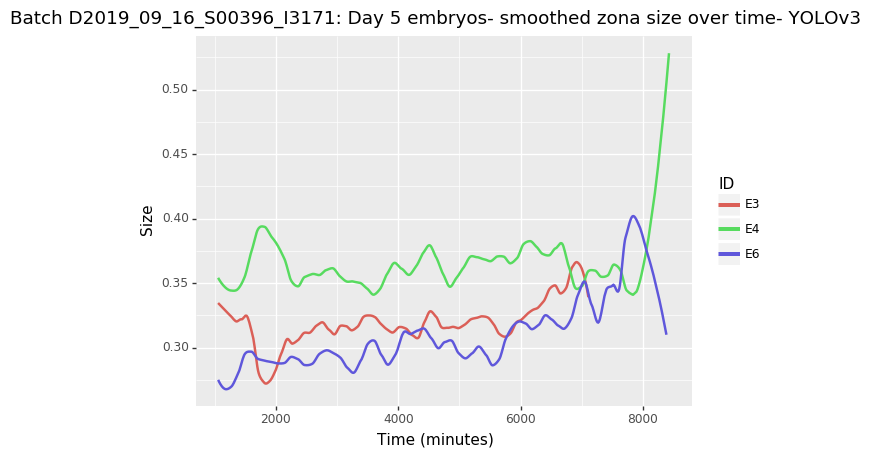 Batch D2019_09_16_S00396_I3171: Day 5 embryos- smoothed zona size over time- YOLOv3
0.50
0.45
0.40
0.35
0.30
Size
2000 4000 6000 8000
Time (minutes)
ID
E3
E4
E6